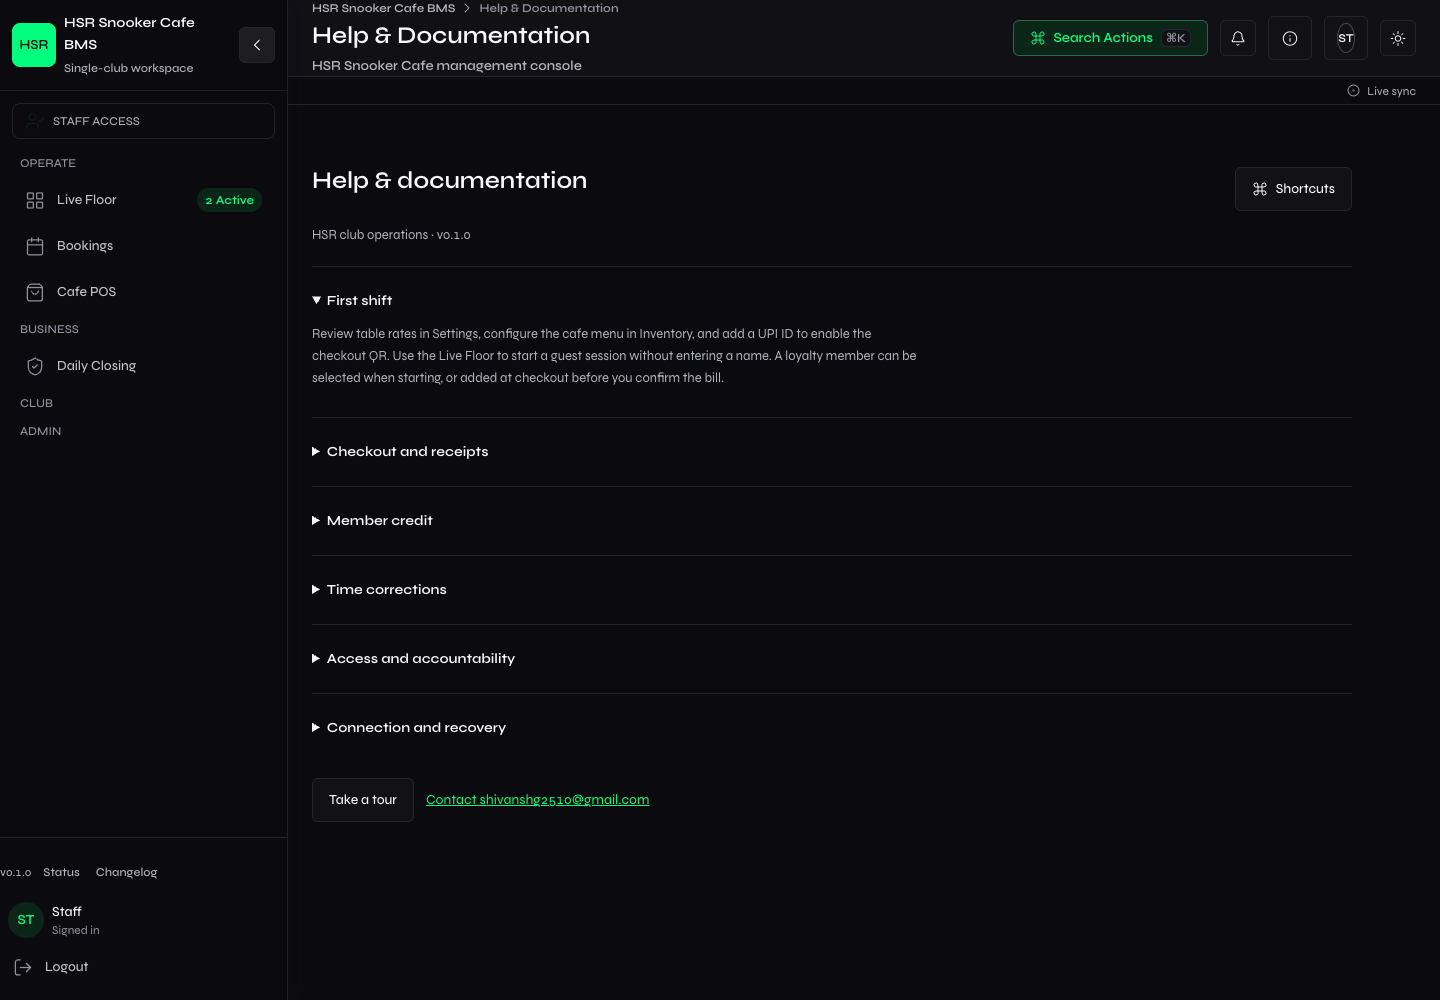 HSR
HSR Snooker Cafe
BMS
Single-club workspace
STAFF ACCESS
OPERATE
Live Floor
2 Active
Bookings
Cafe POS
BUSINESS
Daily Closing
CLUB
ADMIN
v0.1.0
Status
Changelog
ST
Staff
Signed in
Logout
HSR Snooker Cafe BMS
Help & Documentation
Help & Documentation
HSR Snooker Cafe management console
Search Actions
⌘K
ST
Live sync
Help & documentation
Shortcuts
HSR club operations · v0.1.0
First shift
Review table rates in Settings, configure the cafe menu in Inventory, and add a UPI ID to enable the
checkout QR. Use the Live Floor to start a guest session without entering a name. A loyalty member can be
selected when starting, or added at checkout before you confirm the bill.
Checkout and receipts
Member credit
Time corrections
Access and accountability
Connection and recovery
Take a tour
Contact shivanshg2510@gmail.com